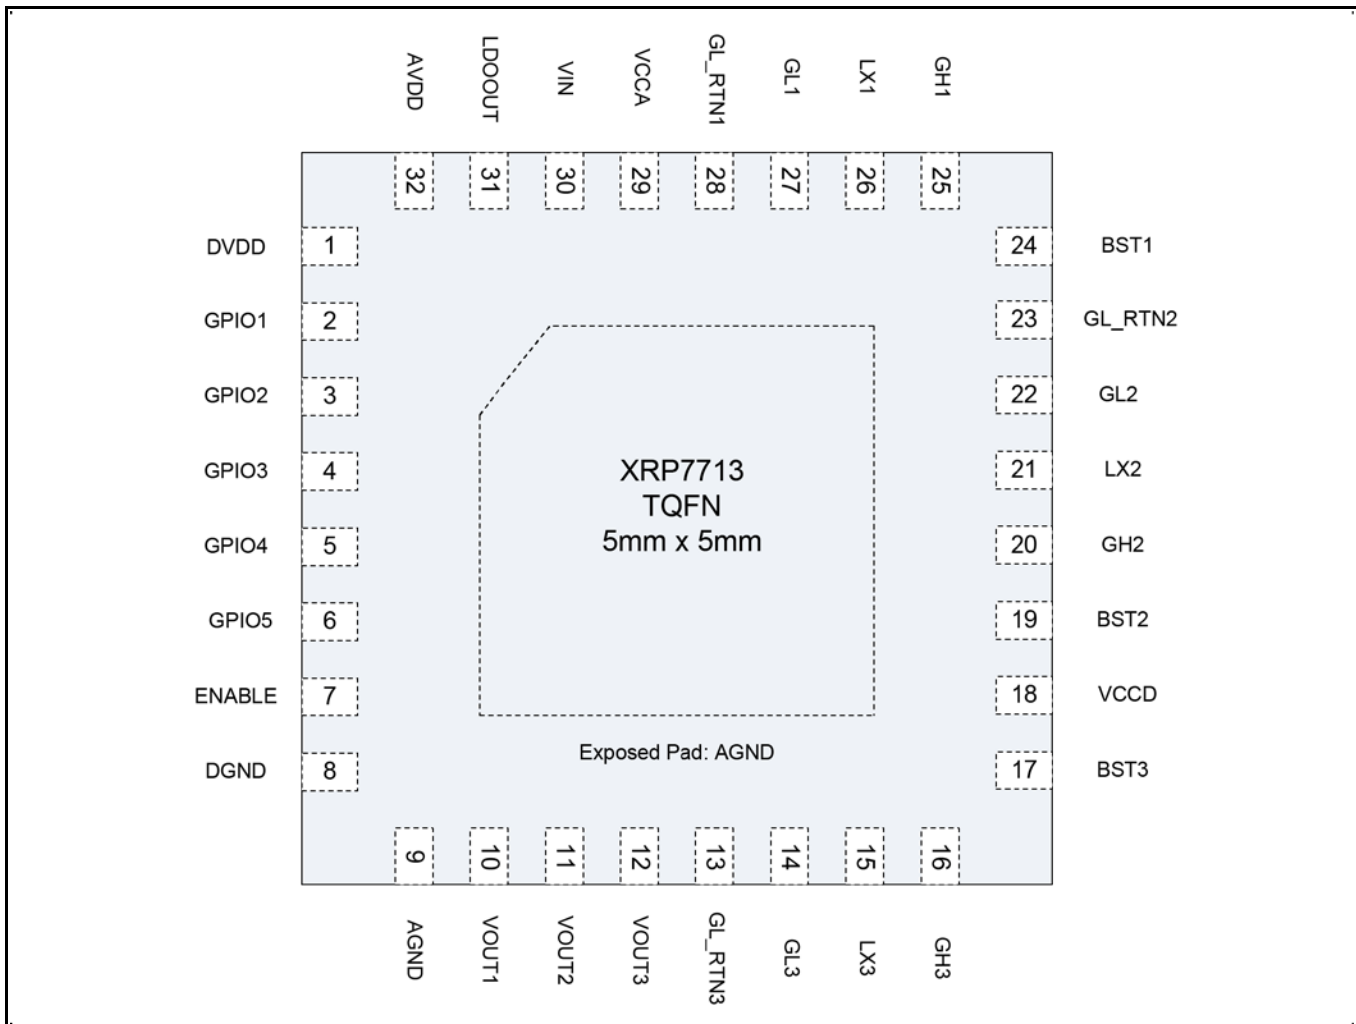 AVDD
LDOOUT
VIN
VCCA
GL_RTN1
GL1
LX1
GH1
32
31
30
29
28
27
26
25
DVDD 1
24 BST1
GPIO1 2
23 GL_RTN2
GPIO2 3
22 GL2
GPIO3 4
21 LX2
GPIO4 5
20 GH2
GPIO5 6
19 BST2
ENABLE 7
18 VCCD
DGND 8
17 BST3
XRP7713
TQFN
5mm x 5mm
Exposed Pad: AGND
9
10
11
12
13
14
15
16
AGND
VOUT1
VOUT2
VOUT3
GL_RTN3
GL3
LX3
GH3